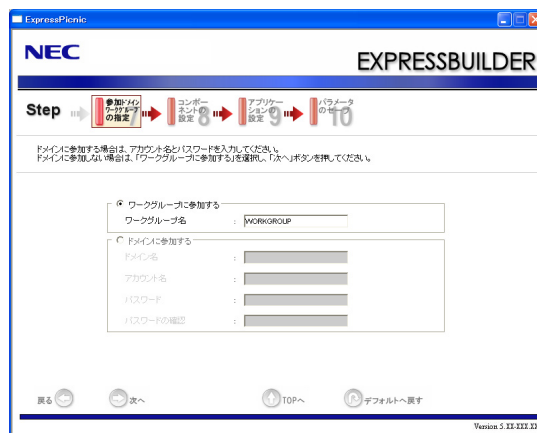 ExpressPicnic
NEC
EXPRESSBUILDER
Step
参加ドメイン
ワークグループ
の指定 7
コンポー
ネントの
設定 8
アプリケー
ションの
設定 9
パラメータ
のセーブ
10
ドメインに参加する場合は、アカウント名とパスワードを入力してください。
ドメインに参加しない場合は、「ワークグループに参加する」を選択し、「次へ」ボタンを押してください。
ワークグループに参加する
ワークグループ名 : WORKGROUP
ドメインに参加する
ドメイン名 :
アカウント名 :
パスワード :
パスワードの確認 :
戻る 次へ TOPへ デフォルトへ戻す
Version 5.XX-XXX.XX